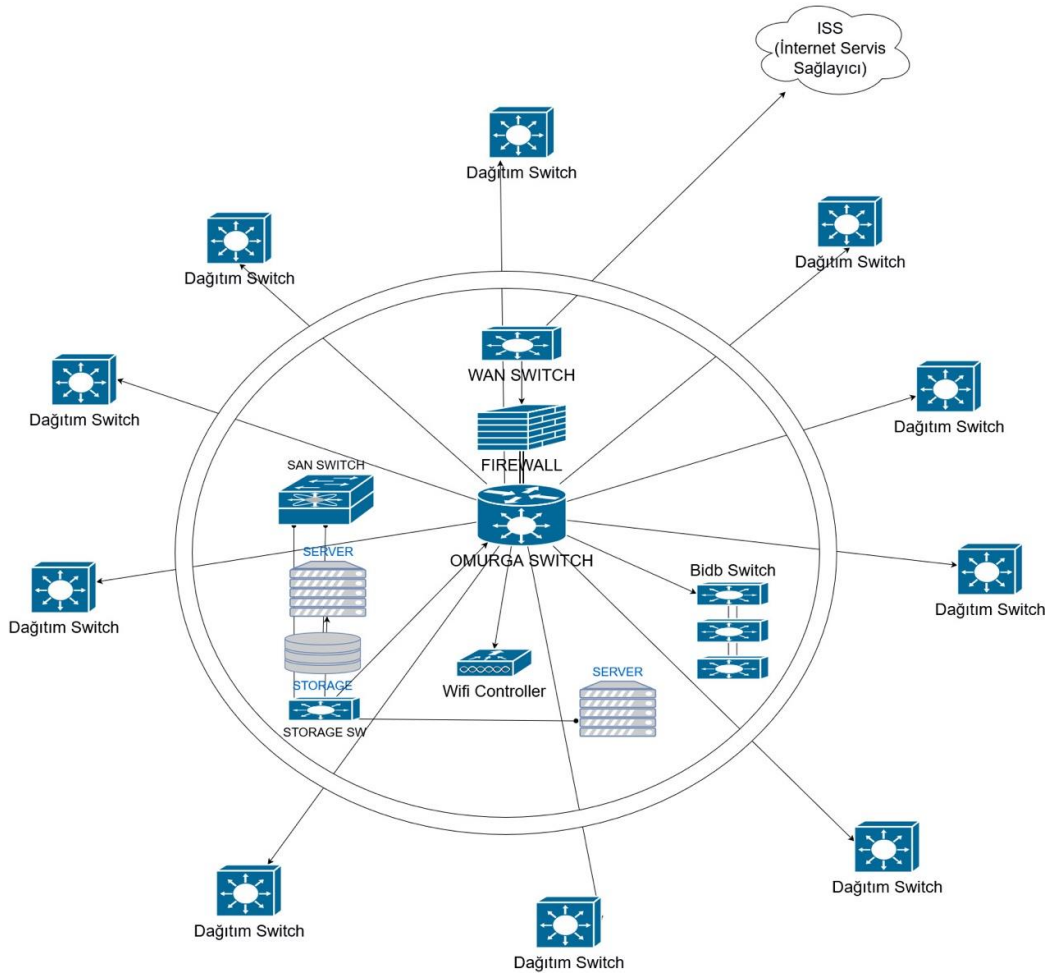 ISS
(İnternet Servis
Sağlayıcı)
Dağıtım Switch
Dağıtım Switch
Dağıtım Switch
WAN SWITCH
Dağıtım Switch
Dağıtım Switch
FIREWALL
SAN SWITCH
OMURGA SWITCH
SERVER
Bidb Switch
Dağıtım Switch
Dağıtım Switch
STORAGE
Wifi Controller
SERVER
STORAGE SW
Dağıtım Switch
Dağıtım Switch
Dağıtım Switch